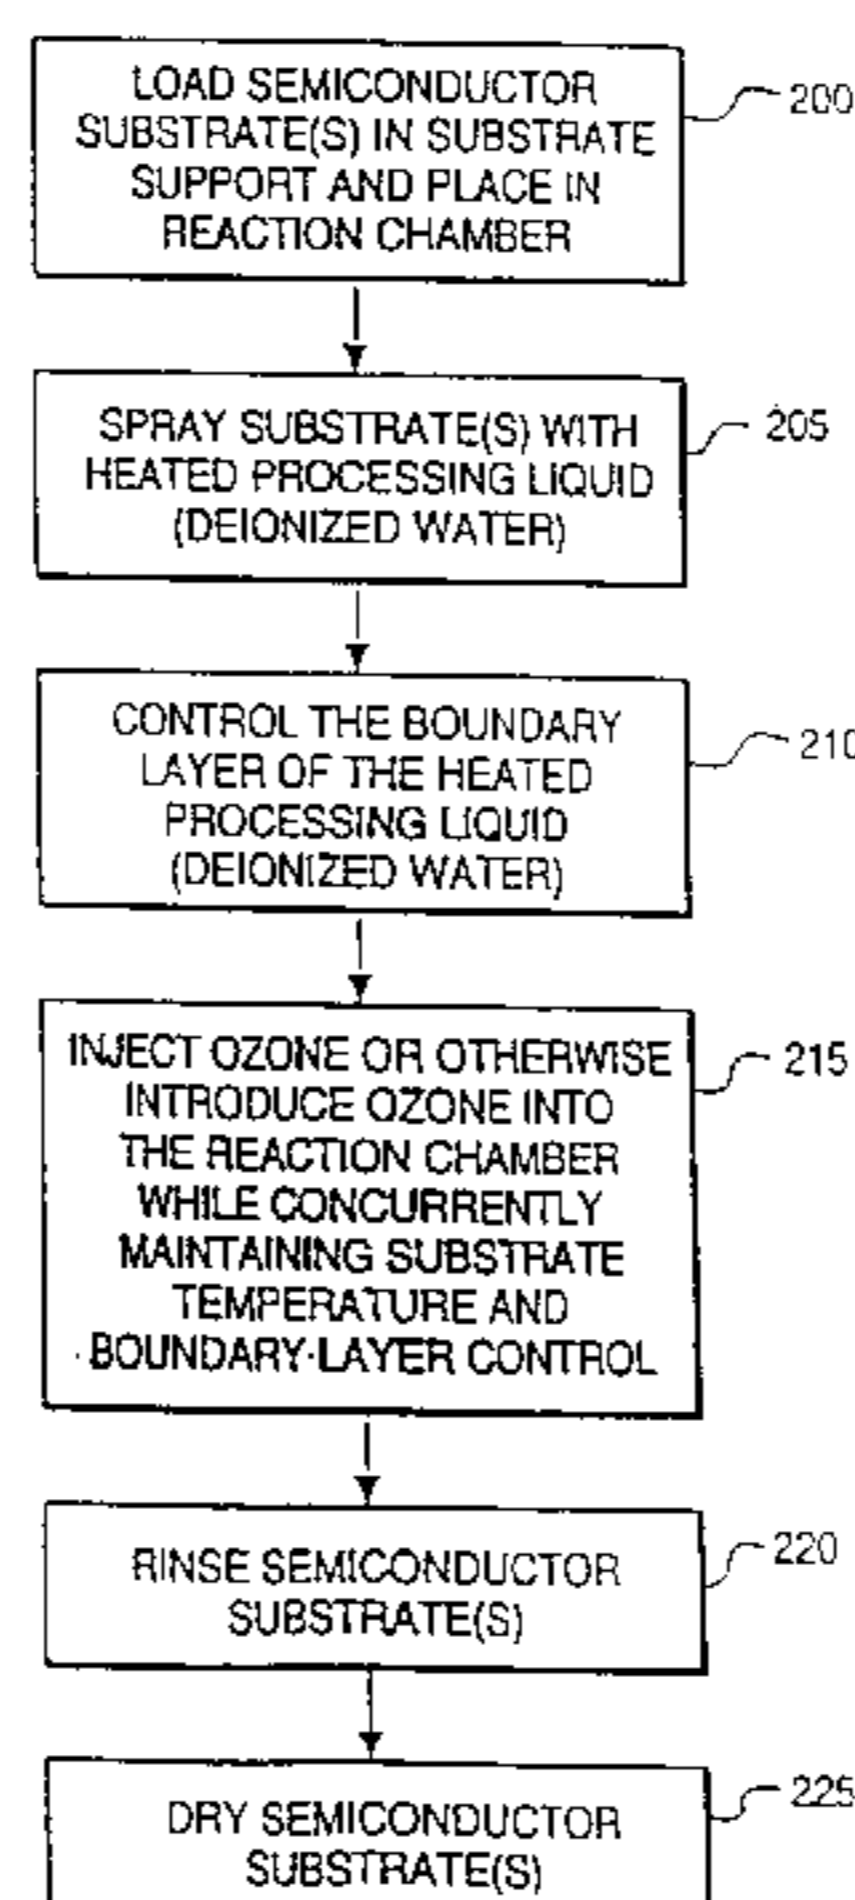 LOAD SEMICONDUCTOR
SUBSTRATE(S) IN SUBSTRATE
SUPPORT AND PLACE IN
REACTION CHAMBER
200
SPRAY SUBSTRATE(S) WITH
HEATED PROCESSING LIQUID
(DEIONIZED WATER)
205
CONTROL THE BOUNDARY
LAYER OF THE HEATED
PROCESSING LIQUID
(DEIONIZED WATER)
210
INJECT OZONE OR OTHERWISE
INTRODUCE OZONE INTO
THE REACTION CHAMBER
WHILE CONCURRENTLY
MAINTAINING SUBSTRATE
TEMPERATURE AND
BOUNDARY-LAYER CONTROL
215
RINSE SEMICONDUCTOR
SUBSTRATE(S)
220
DRY SEMICONDUCTOR
SUBSTRATE(S)
225